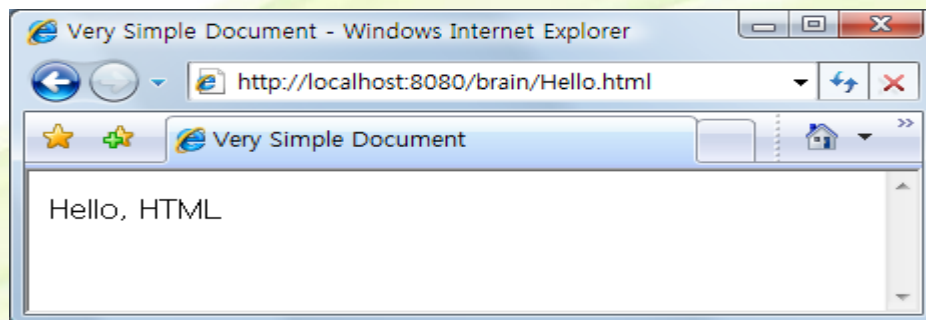 Very Simple Document - Windows Internet Explorer
http://localhost:8080/brain/Hello.html
Very Simple Document
Hello, HTML